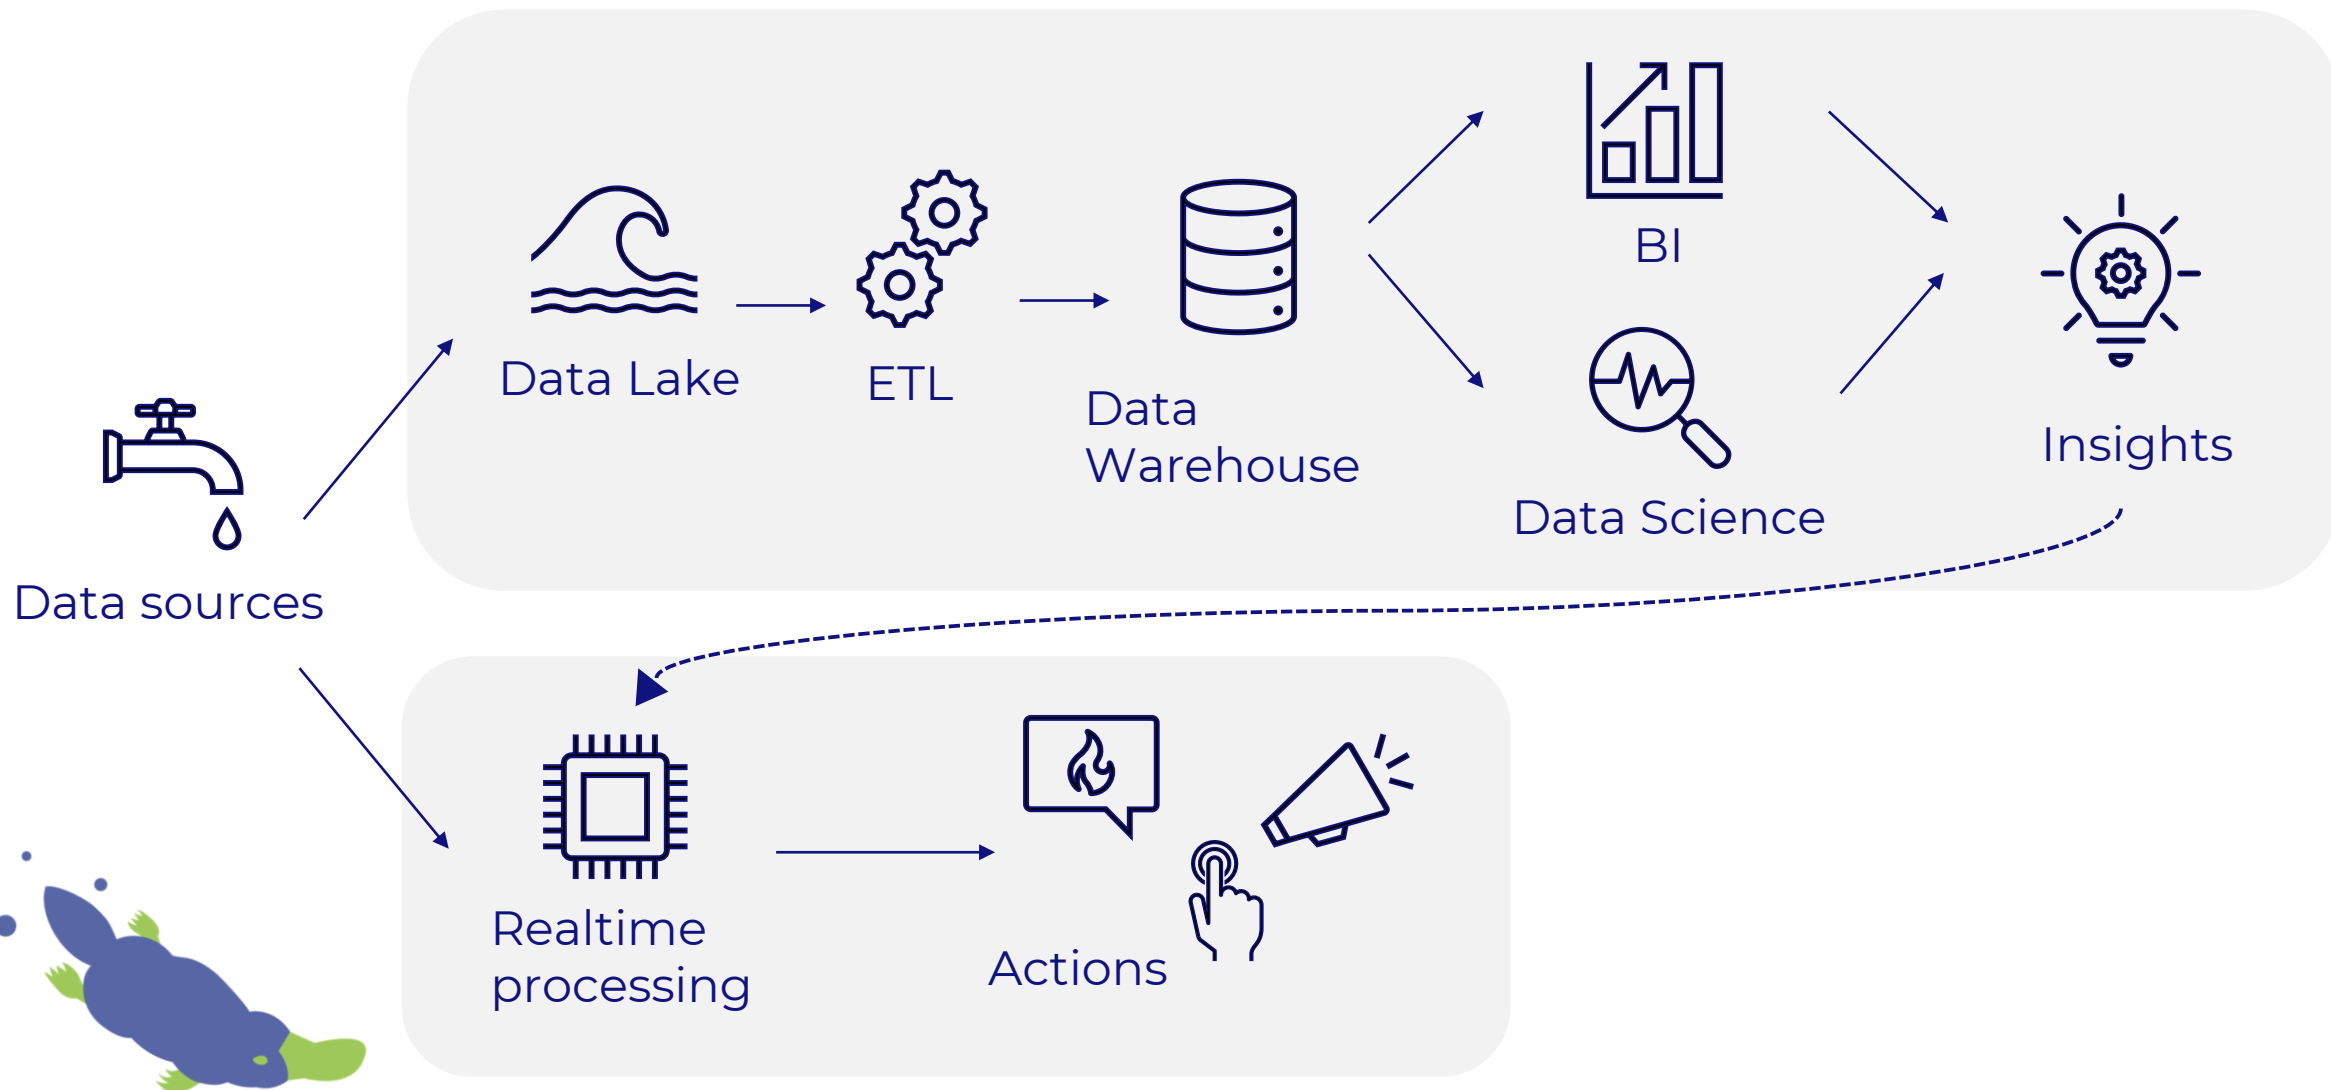 Data sources
Data Lake
ETL
Data
Warehouse
BI
Data Science
Insights
Realtime
processing
Actions